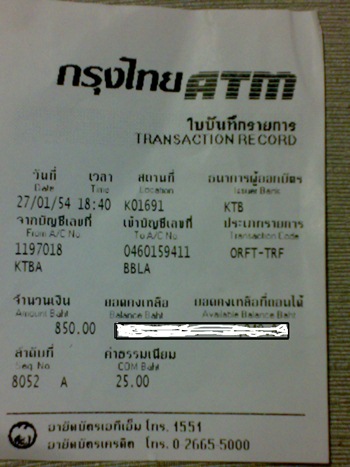 กรุงไทย ATM
ใบบันทึกรายการ
TRANSACTION RECORD
วันที่ เวลา สถานที่ ธนาคารผู้ออกบัตร
Date Time Location Issuer Bank
27/01/54 18:40 K01691 KTB
จากบัญชีเลขที่ เข้าบัญชีเลขที่ ประเภทรายการ
From A/C No To A/C No Transaction Code
1197018 0460159411 ORFT-TRF
KTBA BBLA
จำนวนเงิน ยอดคงเหลือ ยอดคงเหลือที่ถอนได้
Amount Baht Balance Baht Available Balance Baht
850.00
ลำดับที่ ค่าธรรมเนียม
Seq. No COM Baht
8052 A 25.00
อายัดบัตรเอทีเอ็ม โทร. 1551
อายัดบัตรเครดิต โทร. 0 2665 5000